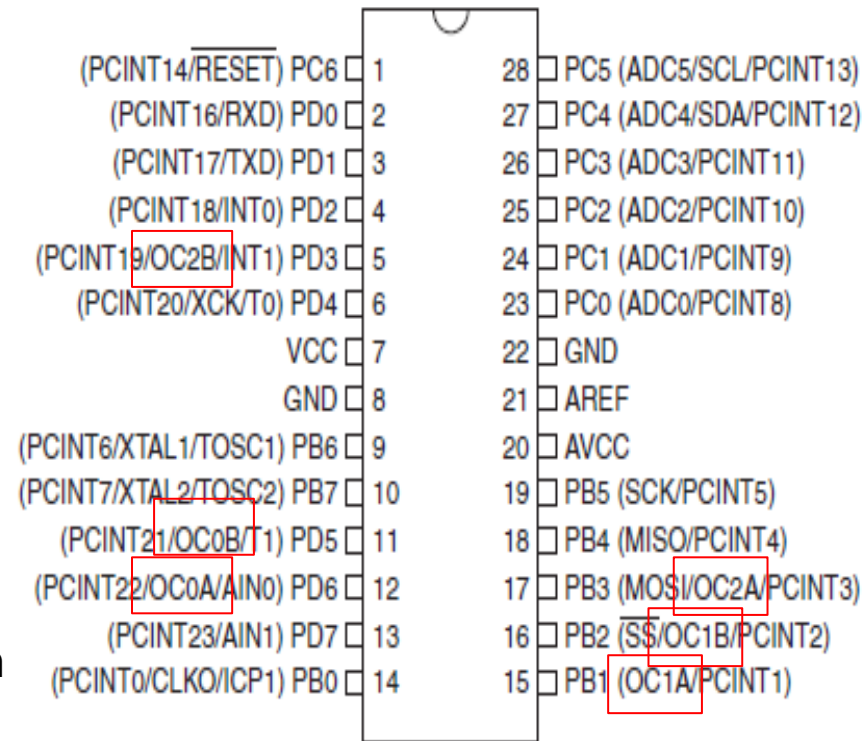 (PCINT14/RESET) PC6 1 28 PC5 (ADC5/SCL/PCINT13)
(PCINT16/RXD) PD0 2 27 PC4 (ADC4/SDA/PCINT12)
(PCINT17/TXD) PD1 3 26 PC3 (ADC3/PCINT11)
(PCINT18/INT0) PD2 4 25 PC2 (ADC2/PCINT10)
(PCINT19/OC2B/INT1) PD3 5 24 PC1 (ADC1/PCINT9)
(PCINT20/XCK/T0) PD4 6 23 PC0 (ADC0/PCINT8)
VCC 7 22 GND
GND 8 21 AREF
(PCINT6/XTAL1/TOSC1) PB6 9 20 AVCC
(PCINT7/XTAL2/TOSC2) PB7 10 19 PB5 (SCK/PCINT5)
(PCINT21/OC0B/T1) PD5 11 18 PB4 (MISO/PCINT4)
(PCINT22/OC0A/AIN0) PD6 12 17 PB3 (MOSI/OC2A/PCINT3)
(PCINT23/AIN1) PD7 13 16 PB2 (SS/OC1B/PCINT2)
(PCINT0/CLKO/ICP1) PB0 14 15 PB1 (OC1A/PCINT1)